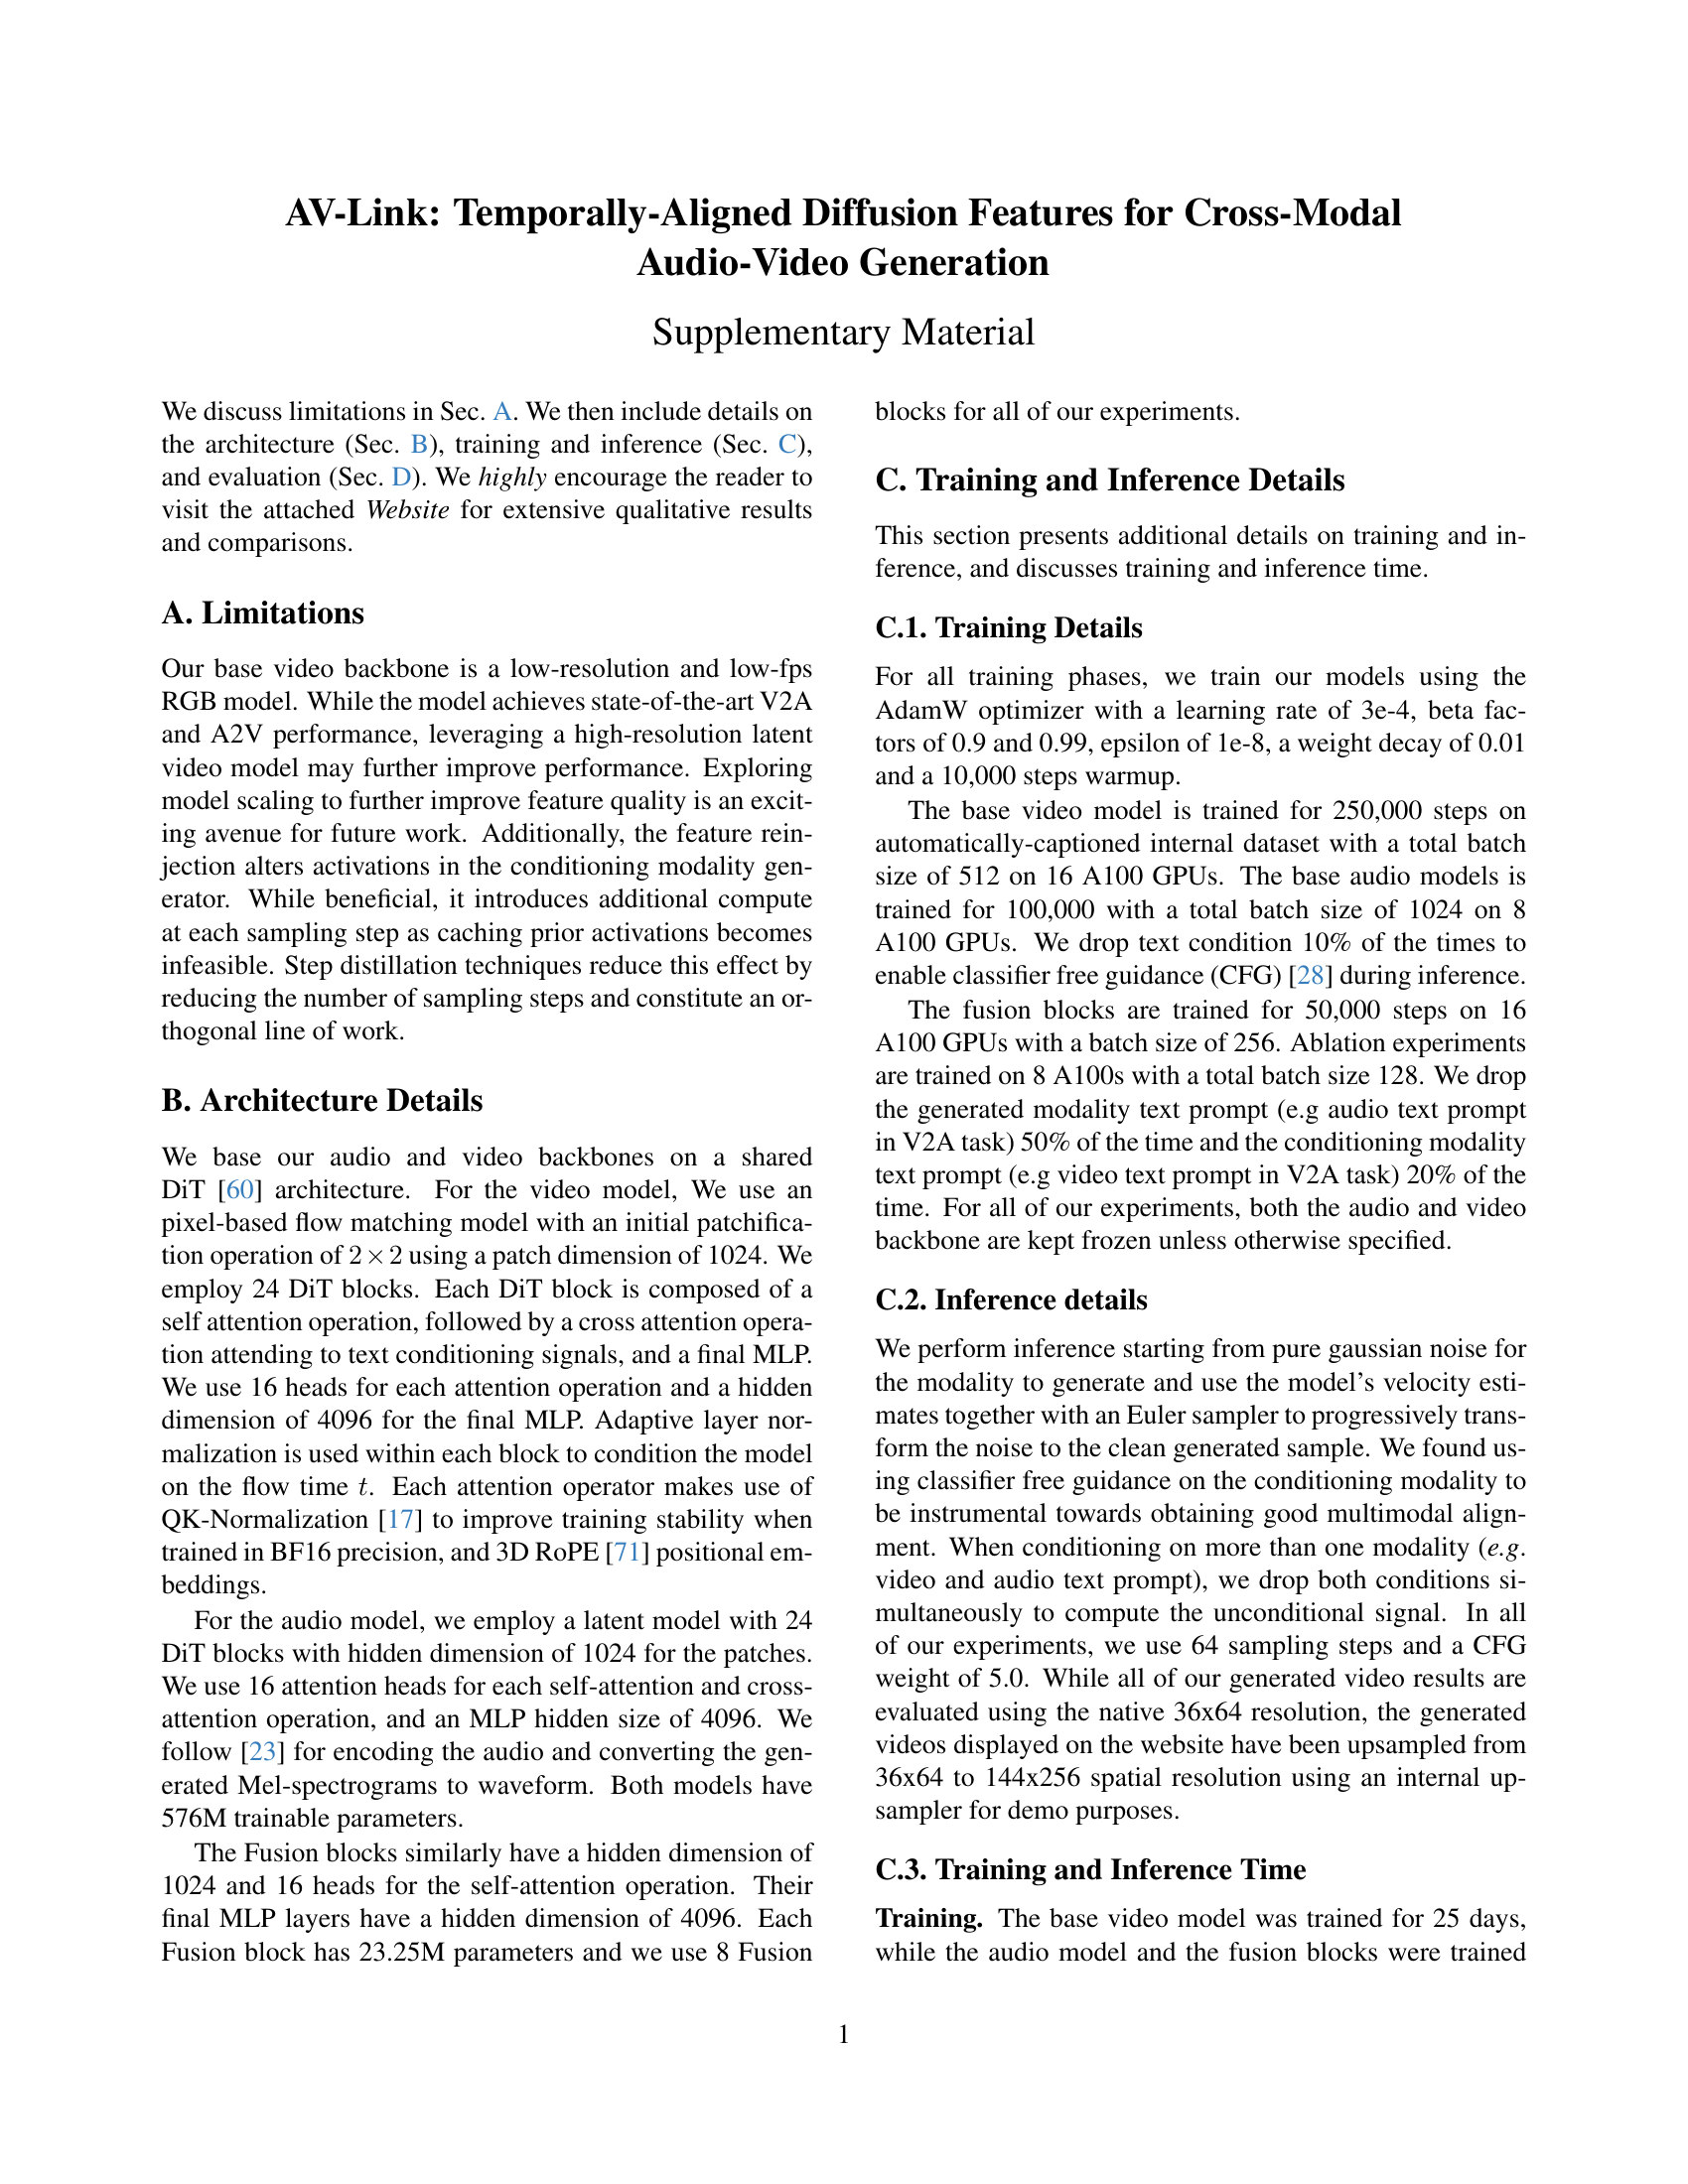 AV-Link: Temporally-Aligned Diffusion Features for Cross-Modal
Audio-Video Generation
Supplementary Material
We discuss limitations in Sec. A. We then include details on
the architecture (Sec. B), training and inference (Sec. C),
and evaluation (Sec. D). We highly encourage the reader to
visit the attached Website for extensive qualitative results
and comparisons.
A. Limitations
Our base video backbone is a low-resolution and low-fps
RGB model. While the model achieves state-of-the-art V2A
and A2V performance, leveraging a high-resolution latent
video model may further improve performance. Exploring
model scaling to further improve feature quality is an excit-
ing avenue for future work. Additionally, the feature rein-
jection alters activations in the conditioning modality gen-
erator. While beneficial, it introduces additional compute
at each sampling step as caching prior activations becomes
infeasible. Step distillation techniques reduce this effect by
reducing the number of sampling steps and constitute an or-
thogonal line of work.
B. Architecture Details
We base our audio and video backbones on a shared
DiT [60] architecture. For the video model, We use an
pixel-based flow matching model with an initial patchifica-
tion operation of 2 × 2 using a patch dimension of 1024. We
employ 24 DiT blocks. Each DiT block is composed of a
self attention operation, followed by a cross attention opera-
tion attending to text conditioning signals, and a final MLP.
We use 16 heads for each attention operation and a hidden
dimension of 4096 for the final MLP. Adaptive layer nor-
malization is used within each block to condition the model
on the flow time t. Each attention operator makes use of
QK-Normalization [17] to improve training stability when
trained in BF16 precision, and 3D RoPE [71] positional em-
beddings.
For the audio model, we employ a latent model with 24
DiT blocks with hidden dimension of 1024 for the patches.
We use 16 attention heads for each self-attention and cross-
attention operation, and an MLP hidden size of 4096. We
follow [23] for encoding the audio and converting the gen-
erated Mel-spectrograms to waveform. Both models have
576M trainable parameters.
The Fusion blocks similarly have a hidden dimension of
1024 and 16 heads for the self-attention operation. Their
final MLP layers have a hidden dimension of 4096. Each
Fusion block has 23.25M parameters and we use 8 Fusion
blocks for all of our experiments.
C. Training and Inference Details
This section presents additional details on training and in-
ference, and discusses training and inference time.
C.1. Training Details
For all training phases, we train our models using the
AdamW optimizer with a learning rate of 3e-4, beta fac-
tors of 0.9 and 0.99, epsilon of 1e-8, a weight decay of 0.01
and a 10,000 steps warmup.
The base video model is trained for 250,000 steps on
automatically-captioned internal dataset with a total batch
size of 512 on 16 A100 GPUs. The base audio models is
trained for 100,000 with a total batch size of 1024 on 8
A100 GPUs. We drop text condition 10% of the times to
enable classifier free guidance (CFG) [28] during inference.
The fusion blocks are trained for 50,000 steps on 16
A100 GPUs with a batch size of 256. Ablation experiments
are trained on 8 A100s with a total batch size 128. We drop
the generated modality text prompt (e.g audio text prompt
in V2A task) 50% of the time and the conditioning modality
text prompt (e.g video text prompt in V2A task) 20% of the
time. For all of our experiments, both the audio and video
backbone are kept frozen unless otherwise specified.
C.2. Inference details
We perform inference starting from pure gaussian noise for
the modality to generate and use the model's velocity esti-
mates together with an Euler sampler to progressively trans-
form the noise to the clean generated sample. We found us-
ing classifier free guidance on the conditioning modality to
be instrumental towards obtaining good multimodal align-
ment. When conditioning on more than one modality (e.g.
video and audio text prompt), we drop both conditions si-
multaneously to compute the unconditional signal. In all
of our experiments, we use 64 sampling steps and a CFG
weight of 5.0. While all of our generated video results are
evaluated using the native 36x64 resolution, the generated
videos displayed on the website have been upsampled from
36x64 to 144x256 spatial resolution using an internal up-
sampler for demo purposes.
C.3. Training and Inference Time
Training. The base video model was trained for 25 days,
while the audio model and the fusion blocks were trained
1